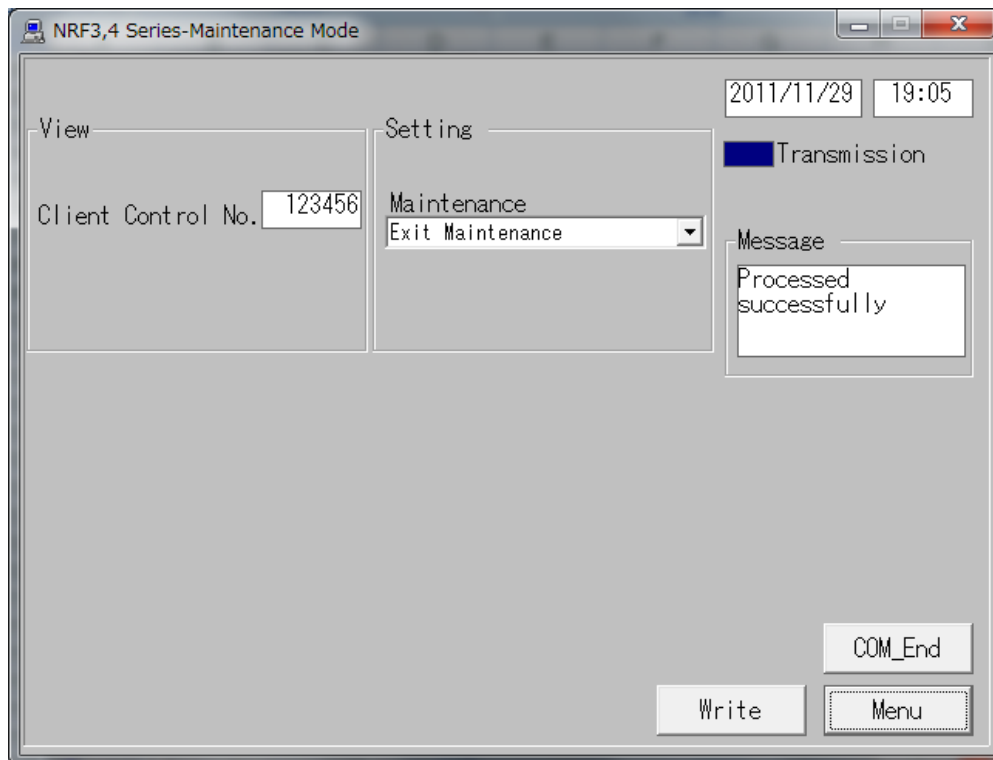 NRF3,4 Series-Maintenance Mode
2011/11/29 19:05
View
Setting
Transmission
Client Control No. 123456
Maintenance
Exit Maintenance
Message
Processed
successfully
COM_End
Write
Menu